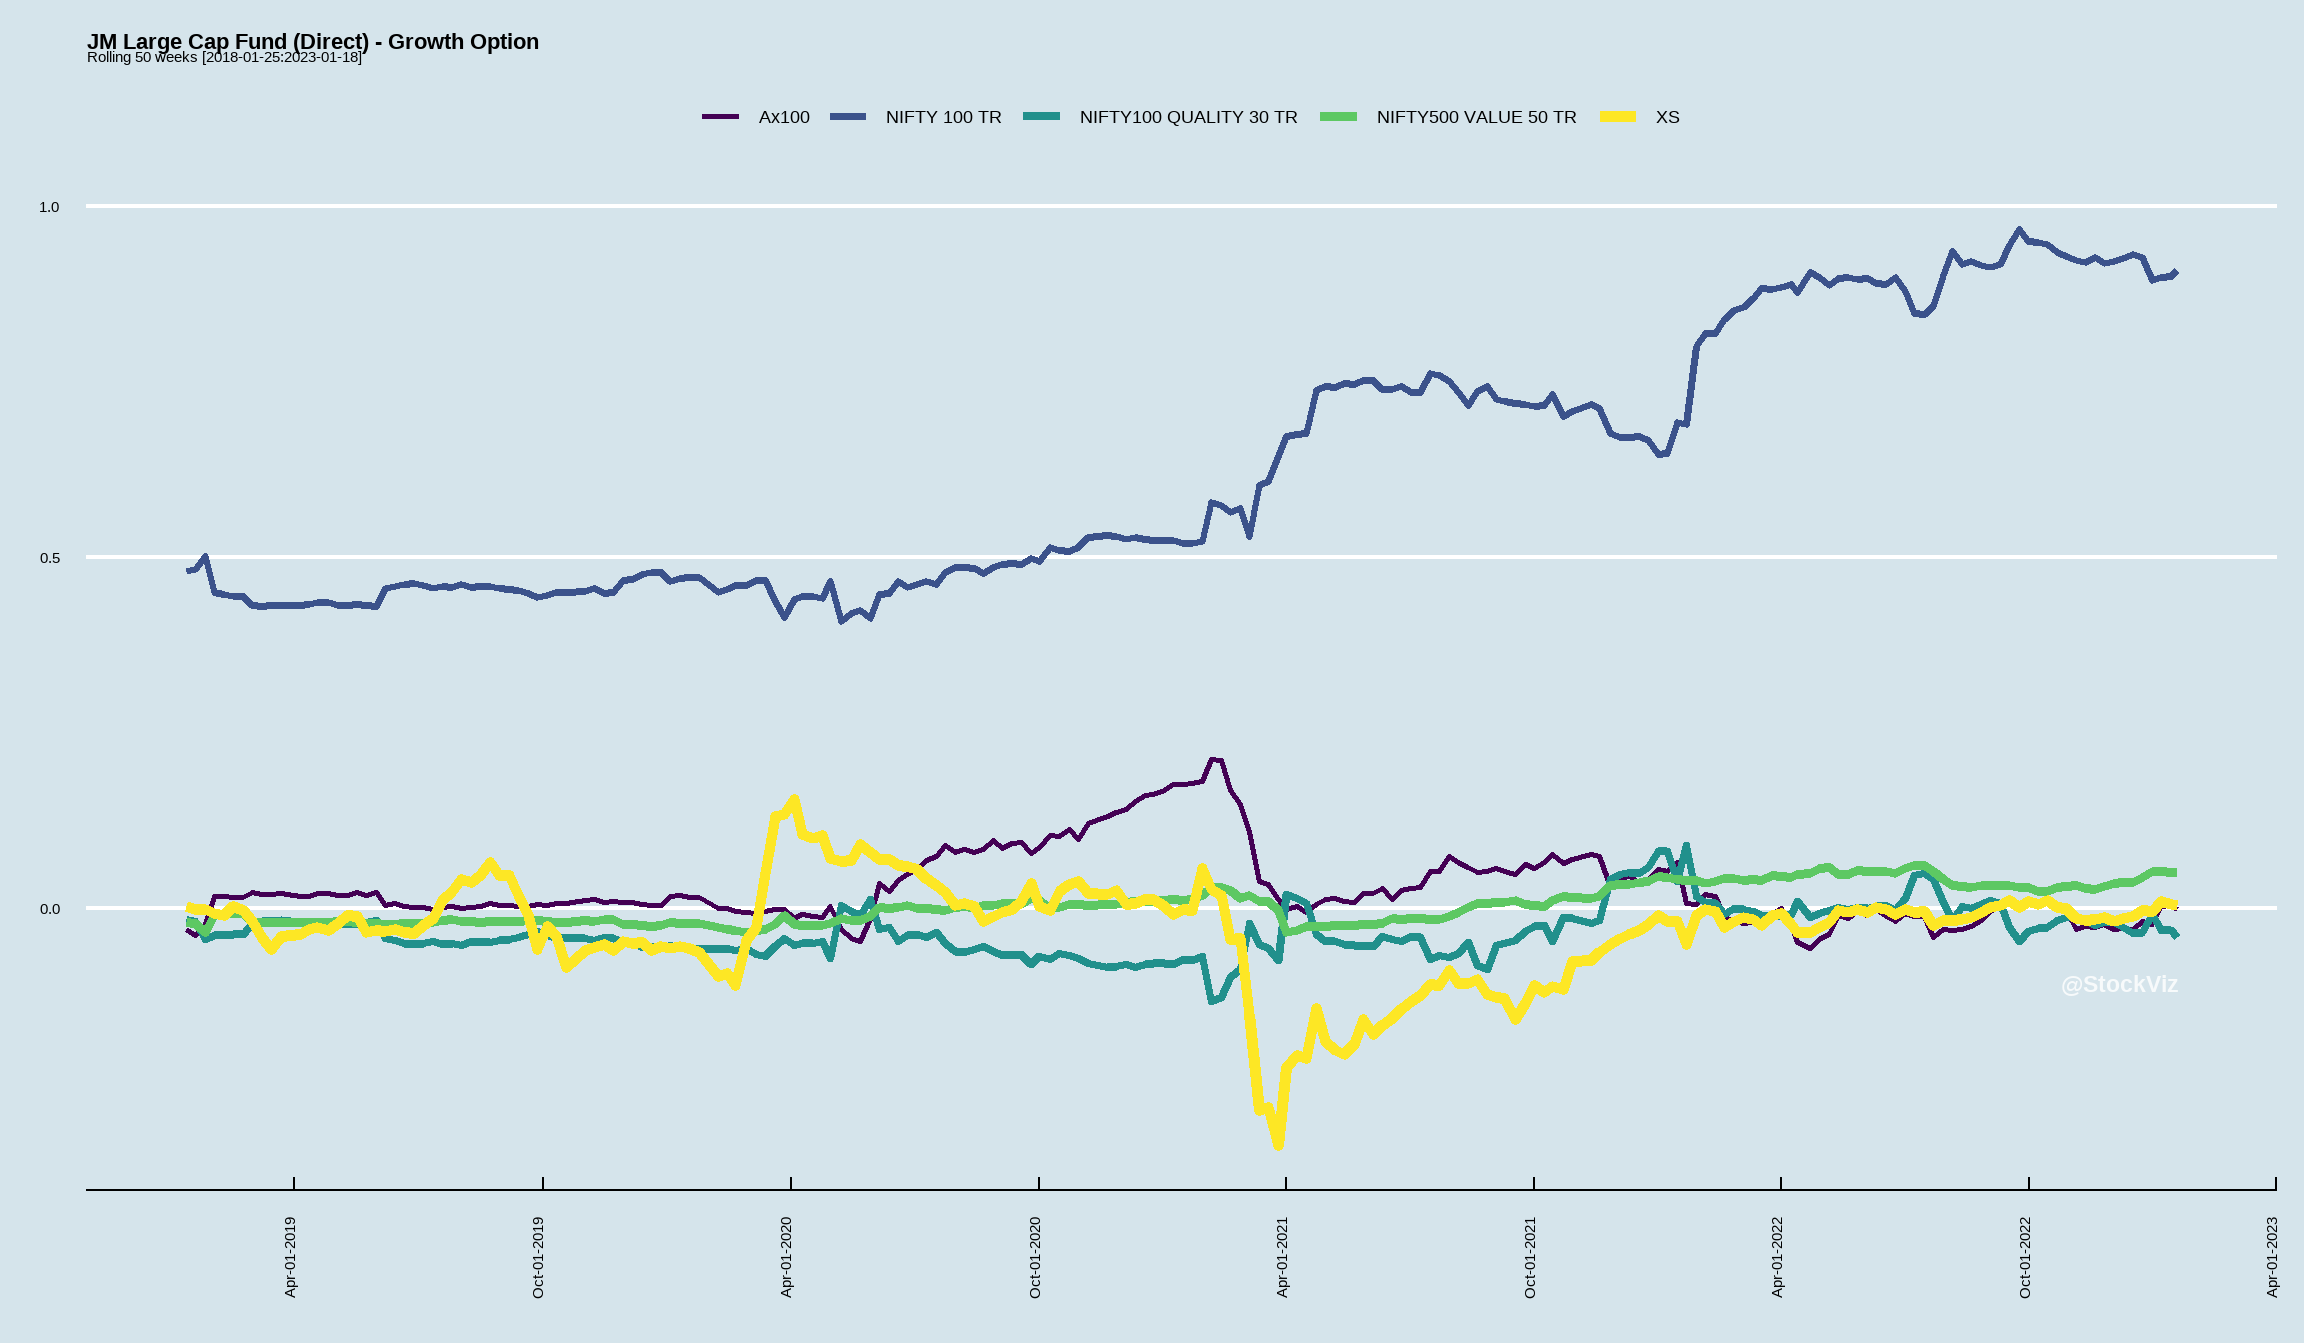 JM Large Cap Fund (Direct) - Growth Option
Rolling 50 weeks [2018-01-25:2023-01-18]
Ax100 NIFTY 100 TR NIFTY100 QUALITY 30 TR NIFTY500 VALUE 50 TR XS
1.0
0.5
0.0
@StockViz
Apr-01-2019 Oct-01-2019 Apr-01-2020 Oct-01-2020 Apr-01-2021 Oct-01-2021 Apr-01-2022 Oct-01-2022 Apr-01-2023